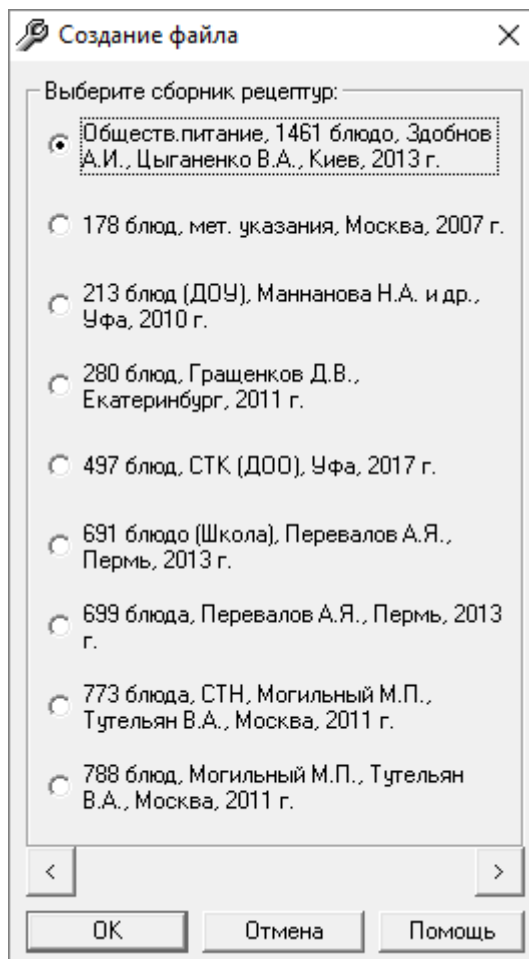 Создание файла
Выберите сборник рецептур:
Обществ.питание, 1461 блюдо, Здобнов
А.И., Цыганенко В.А., Киев, 2013 г.
178 блюд, мет. указания, Москва, 2007 г.
213 блюд (ДОУ), Маннанова Н.А. и др.,
Уфа, 2010 г.
280 блюд, Гращенков Д.В.,
Екатеринбург, 2011 г.
497 блюд, СТК (ДОО), Уфа, 2017 г.
691 блюдо (Школа), Перевалов А.Я.,
Пермь, 2013 г.
699 блюда, Перевалов А.Я., Пермь, 2013
г.
773 блюда, СТН, Могильный М.П.,
Тутельян В.А., Москва, 2011 г.
788 блюд, Могильный М.П., Тутельян
В.А., Москва, 2011 г.
< >
OK Отмена Помощь